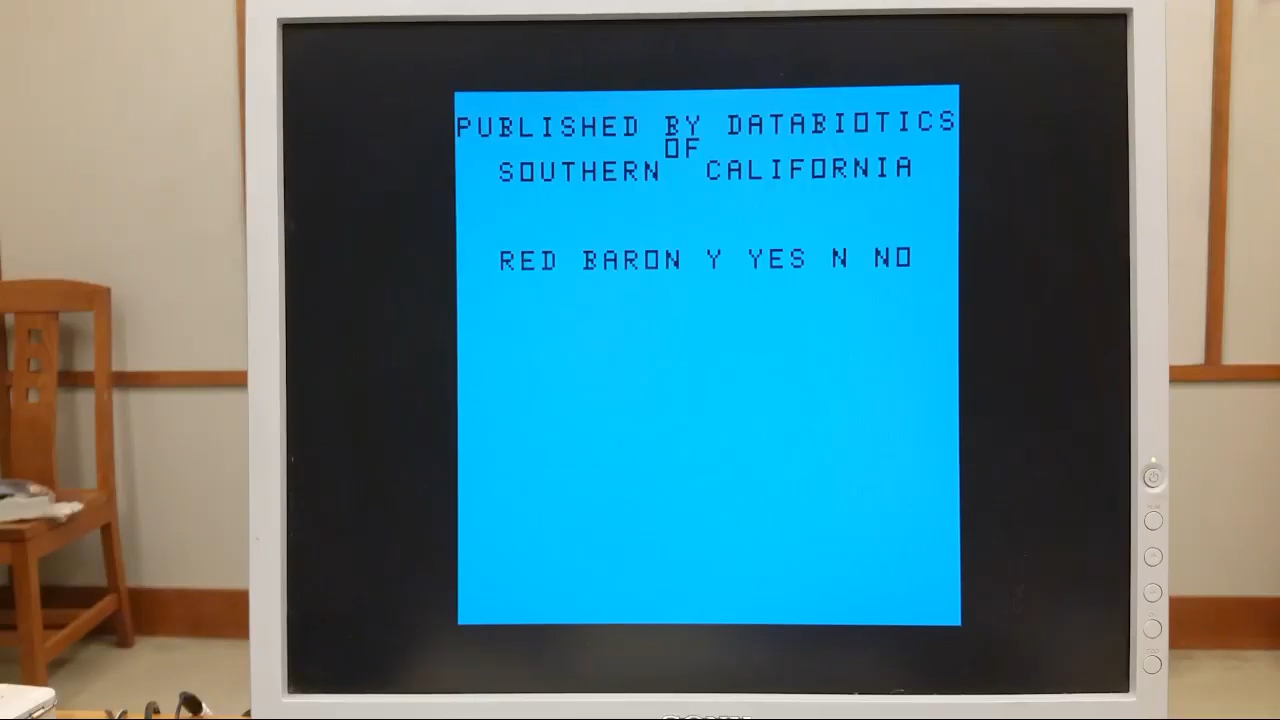 PUBLISHED BY DATABIOTICS
OF
SOUTHERN CALIFORNIA
RED BARON Y YES N NO